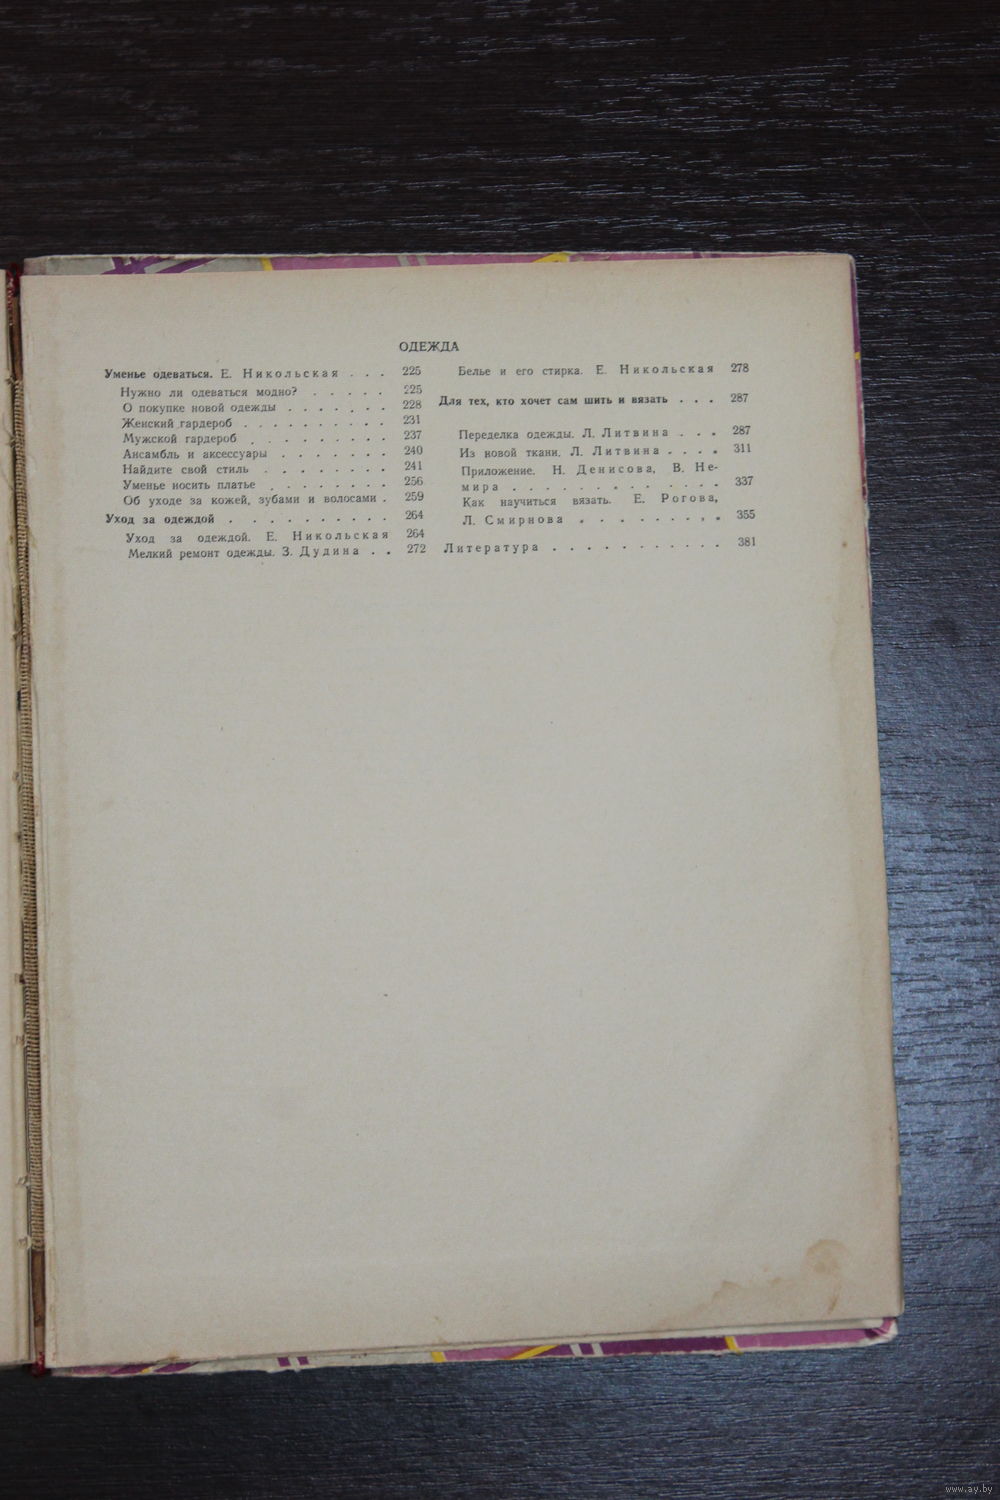 ОДЕЖДА
Уменье одеваться. Е. Никольская . . . 225
Нужно ли одеваться модно? . . . . . 225
О покупке новой одежды . . . . . . . 228
Женский гардероб . . . . . . . . . . 231
Мужской гардероб . . . . . . . . . 237
Ансамбль и аксессуары . . . . . . . . 240
Найдите свой стиль . . . . . . . . 241
Уменье носить платье . . . . . . . . 256
Об уходе за кожей, зубами и волосами . 259
Уход за одеждой . . . . . . . . . . 264
Уход за одеждой. Е. Никольская 264
Мелкий ремонт одежды. З. Дудина . . 272
Белье и его стирка. Е. Никольская 278
Для тех, кто хочет сам шить и вязать . . . 287
Переделка одежды. Л. Литвина . . . 287
Из новой ткани. Л. Литвина . . . . 311
Приложение. Н. Денисова, В. Не-
мира . . . . . . . . . . 337
Как научиться вязать. Е. Рогова,
Л. Смирнова . . . . . . . . 355
Литература . . . . . . . . . . 381
www.ay.by